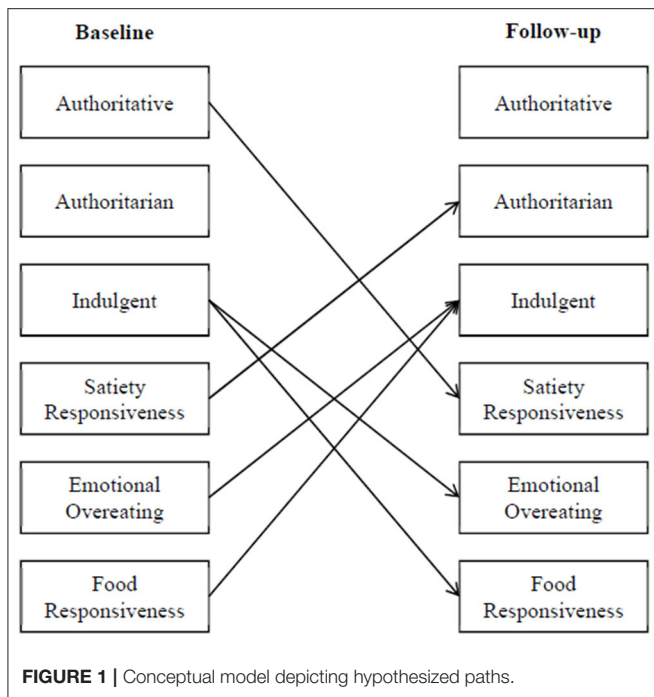 Baseline
Follow-up
Authoritative
Authoritative
Authoritarian
Authoritarian
Indulgent
Indulgent
Satiety
Responsiveness
Satiety
Responsiveness
Emotional
Overeating
Emotional
Overeating
Food
Responsiveness
Food
Responsiveness
FIGURE 1 | Conceptual model depicting hypothesized paths.